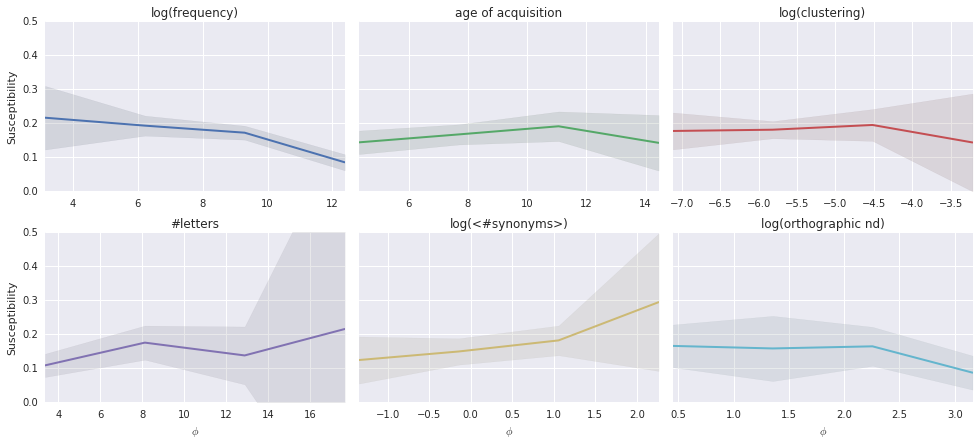 log(frequency) age of acquisition log(clustering)
0.5
0.4
0.3
0.2
0.1
0.0
Susceptibility
4 6 8 10 12
6 8 10 12 14
−7.0 −6.5 −6.0 −5.5 −5.0 −4.5 −4.0 −3.5
#letters log(<#synonyms>) log(orthographic nd)
0.5
0.4
0.3
0.2
0.1
0.0
Susceptibility
4 6 8 10 12 14 16
−1.0 −0.5 0.0 0.5 1.0 1.5 2.0
0.5 1.0 1.5 2.0 2.5 3.0
ϕ ϕ ϕ